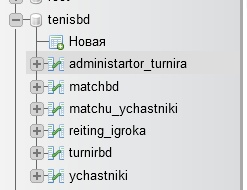 tenisbd
Новая
administartor_turnira
matchbd
matchu_ychastniki
reiting_igroka
turnirbd
ychastniki